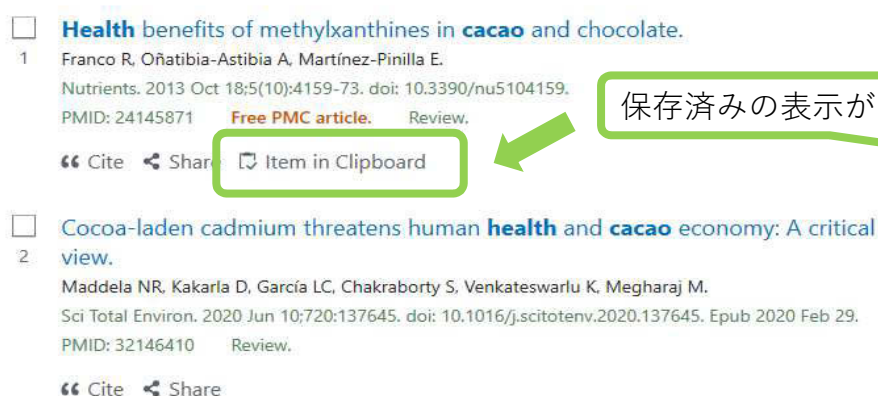 Health benefits of methylxanthines in cacao and chocolate.
1
Franco R, Oñatibia-Astibia A, Martínez-Pinilla E.
Nutrients. 2013 Oct 18;5(10):4159-73. doi: 10.3390/nu5104159.
PMID: 24145871 Free PMC article. Review.
保存済みの表示が
Cite Share Item in Clipboard
Cocoa-laden cadmium threatens human health and cacao economy: A critical
2 view.
Maddela NR, Kakarla D, García LC, Chakraborty S, Venkateswarlu K, Megharaj M.
Sci Total Environ. 2020 Jun 10;720:137645. doi: 10.1016/j.scitotenv.2020.137645. Epub 2020 Feb 29.
PMID: 32146410 Review.
Cite Share